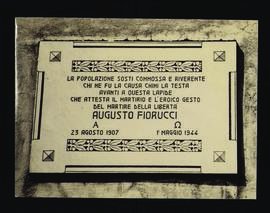 LA POPOLAZIONE SOSTI COMMOSSA E RIVERENTE
CHI NE FU LA CAUSA CHINI LA TESTA
AVANTI A QUESTA LAPIDE
CHE ATTESTA IL MARTIRIO E L'EROICO GESTO
DEL MARTIRE DELLA LIBERTÀ
AUGUSTO FIORUCCI
Α Ω
23 AGOSTO 1907 1 MAGGIO 1944